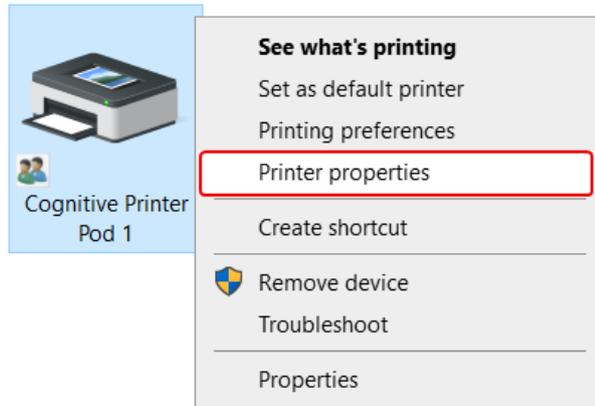 See what's printing
Set as default printer
Printing preferences
Printer properties
Cognitive Printer
Pod 1
Create shortcut
Remove device
Troubleshoot
Properties